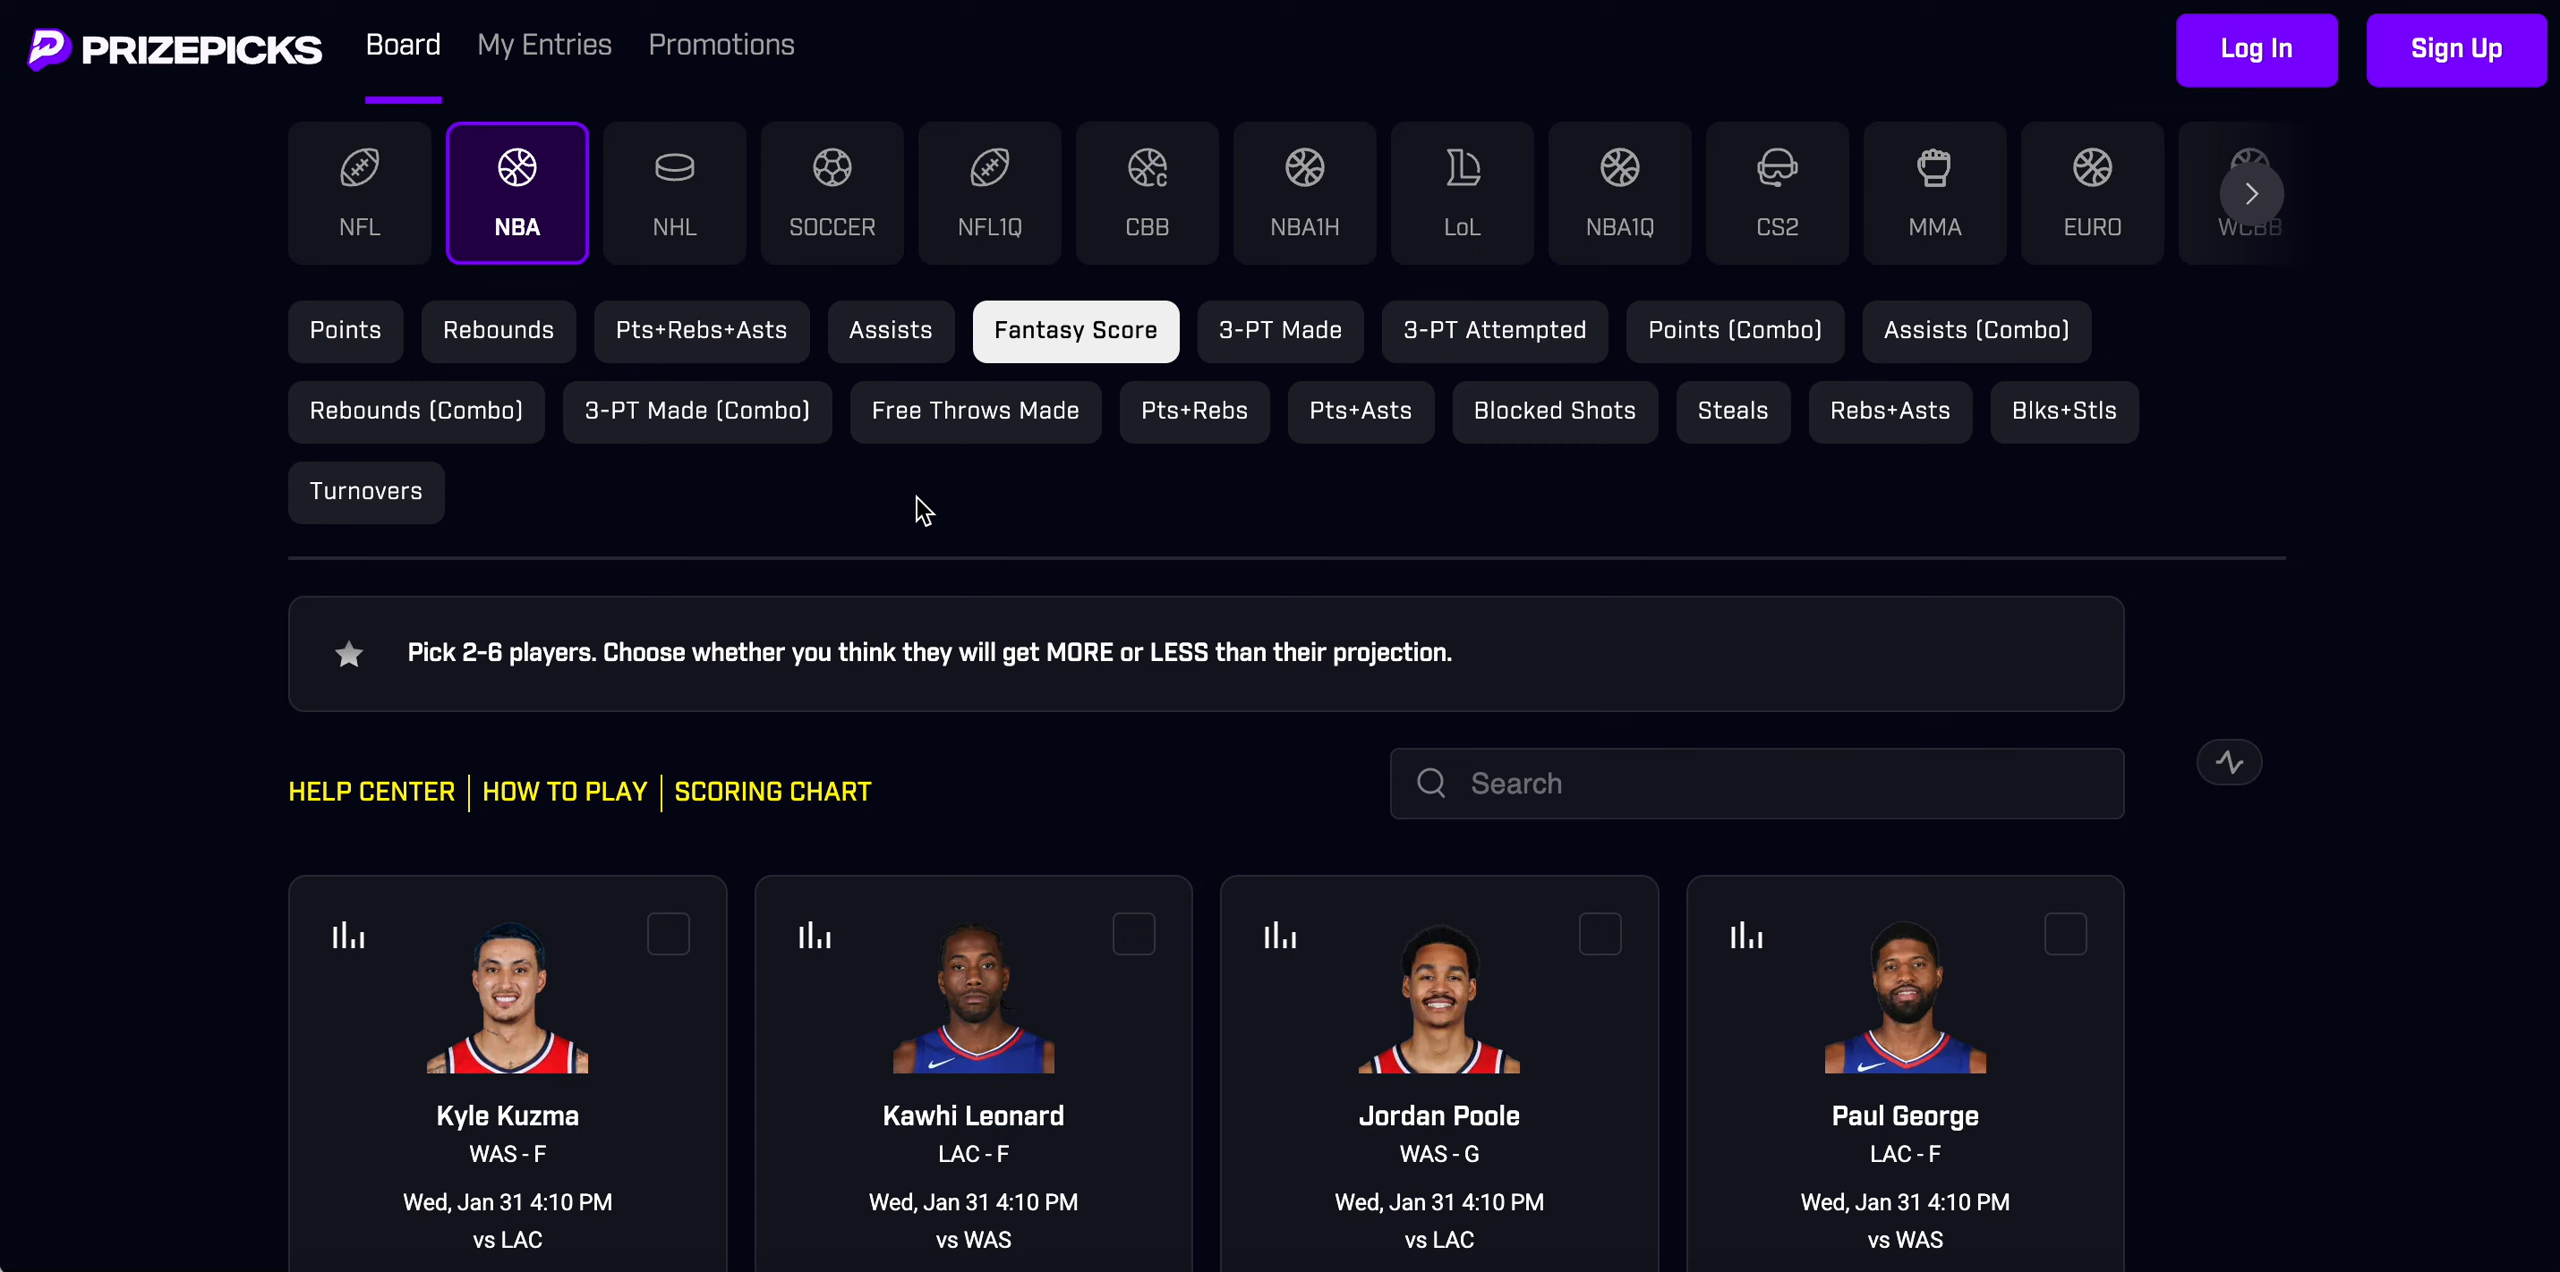 PRIZEPICKS Board My Entries Promotions Log In Sign Up
NFL NBA NHL SOCCER NFL1Q CBB NBA1H LoL NBA1Q CS2 MMA EURO WCBB
Points Rebounds Pts+Rebs+Asts Assists Fantasy Score 3-PT Made 3-PT Attempted Points (Combo) Assists (Combo)
Rebounds (Combo) 3-PT Made (Combo) Free Throws Made Pts+Rebs Pts+Asts Blocked Shots Steals Rebs+Asts Blks+Stls
Turnovers
Pick 2-6 players. Choose whether you think they will get MORE or LESS than their projection.
HELP CENTER HOW TO PLAY SCORING CHART Search
Kyle Kuzma Kawhi Leonard Jordan Poole Paul George
WAS - F LAC - F WAS - G LAC - F
Wed, Jan 31 4:10 PM Wed, Jan 31 4:10 PM Wed, Jan 31 4:10 PM Wed, Jan 31 4:10 PM
vs LAC vs WAS vs LAC vs WAS